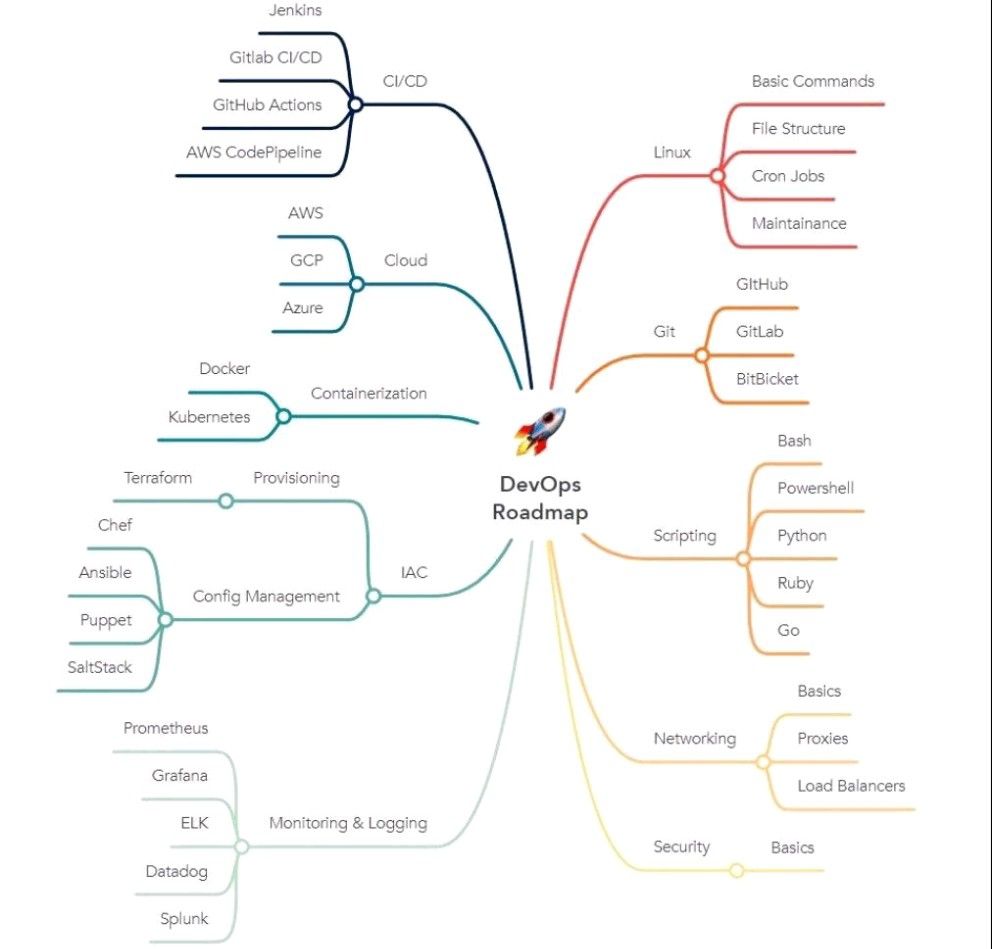 DevOps
Roadmap
Linux
Basic Commands
File Structure
Cron Jobs
Maintainance
Git
GItHub
GitLab
BitBicket
Scripting
Bash
Powershell
Python
Ruby
Go
Networking
Basics
Proxies
Load Balancers
Security
Basics
CI/CD
Jenkins
Gitlab CI/CD
GitHub Actions
AWS CodePipeline
Cloud
AWS
GCP
Azure
Containerization
Docker
Kubernetes
IAC
Provisioning
Terraform
Config Management
Chef
Ansible
Puppet
SaltStack
Monitoring & Logging
Prometheus
Grafana
ELK
Datadog
Splunk